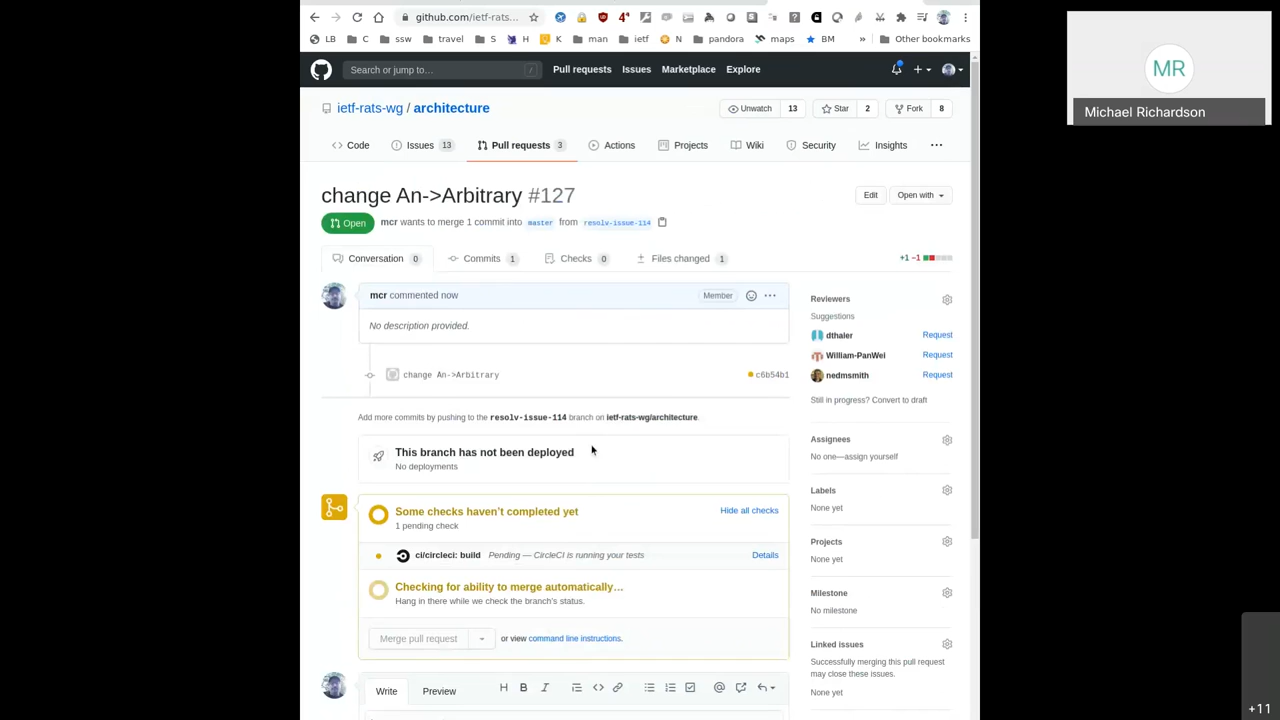 github.com/ietf-rats...
LB
C
ssw
travel
S
H
K
man
ietf
N
pandora
maps
BM
»
Other bookmarks
Search or jump to…
/
Pull requests
Issues
Marketplace
Explore
ietf-rats-wg / architecture
Unwatch 13
Star 2
Fork 8
Code
Issues 13
Pull requests 3
Actions
Projects
Wiki
Security
Insights
change An->Arbitrary #127
Edit
Open with
Open
mcr wants to merge 1 commit into master from resolv-issue-114
Conversation 0
Commits 1
Checks 0
Files changed 1
+1 −1
mcr commented now
Member
No description provided.
change An->Arbitrary
c6b54b1
Add more commits by pushing to the resolv-issue-114 branch on ietf-rats-wg/architecture.
This branch has not been deployed
No deployments
Some checks haven't completed yet
Hide all checks
1 pending check
ci/circleci: build Pending — CircleCI is running your tests
Details
Checking for ability to merge automatically…
Hang in there while we check the branch's status.
Merge pull request
or view command line instructions.
Write
Preview
H B I
Reviewers
Suggestions
dthaler Request
William-PanWei Request
nedmsmith Request
Still in progress? Convert to draft
Assignees
No one—assign yourself
Labels
None yet
Projects
None yet
Milestone
No milestone
Linked issues
Successfully merging this pull request
may close these issues.
None yet
MR
Michael Richardson
+11